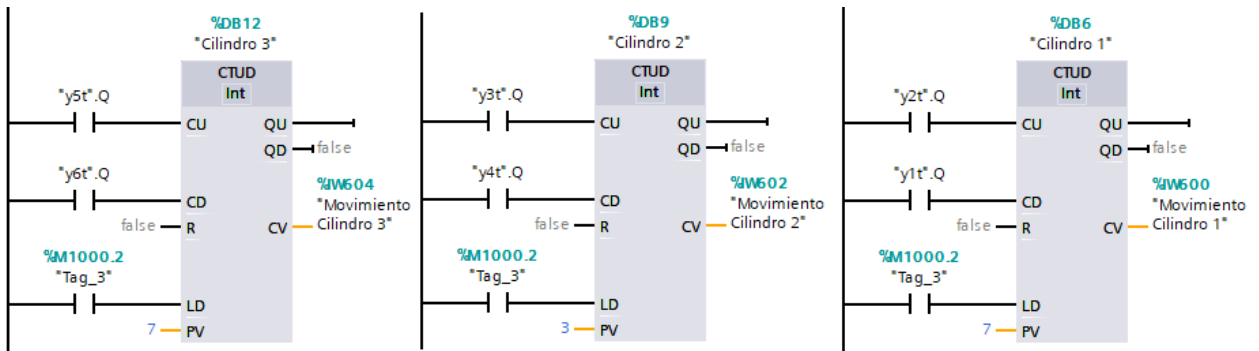 %DB12
"Cilindro 3"
CTUD
Int
"y5t".Q
CU
QU
QD
false
"y6t".Q
CD
%IW604
"Movimiento
Cilindro 3"
false
R
CV
%M1000.2
"Tag_3"
LD
7
PV
%DB9
"Cilindro 2"
CTUD
Int
"y3t".Q
CU
QU
QD
false
"y4t".Q
CD
%IW602
"Movimiento
Cilindro 2"
false
R
CV
%M1000.2
"Tag_3"
LD
3
PV
%DB6
"Cilindro 1"
CTUD
Int
"y2t".Q
CU
QU
QD
false
"y1t".Q
CD
%IW600
"Movimiento
Cilindro 1"
false
R
CV
%M1000.2
"Tag_3"
LD
7
PV